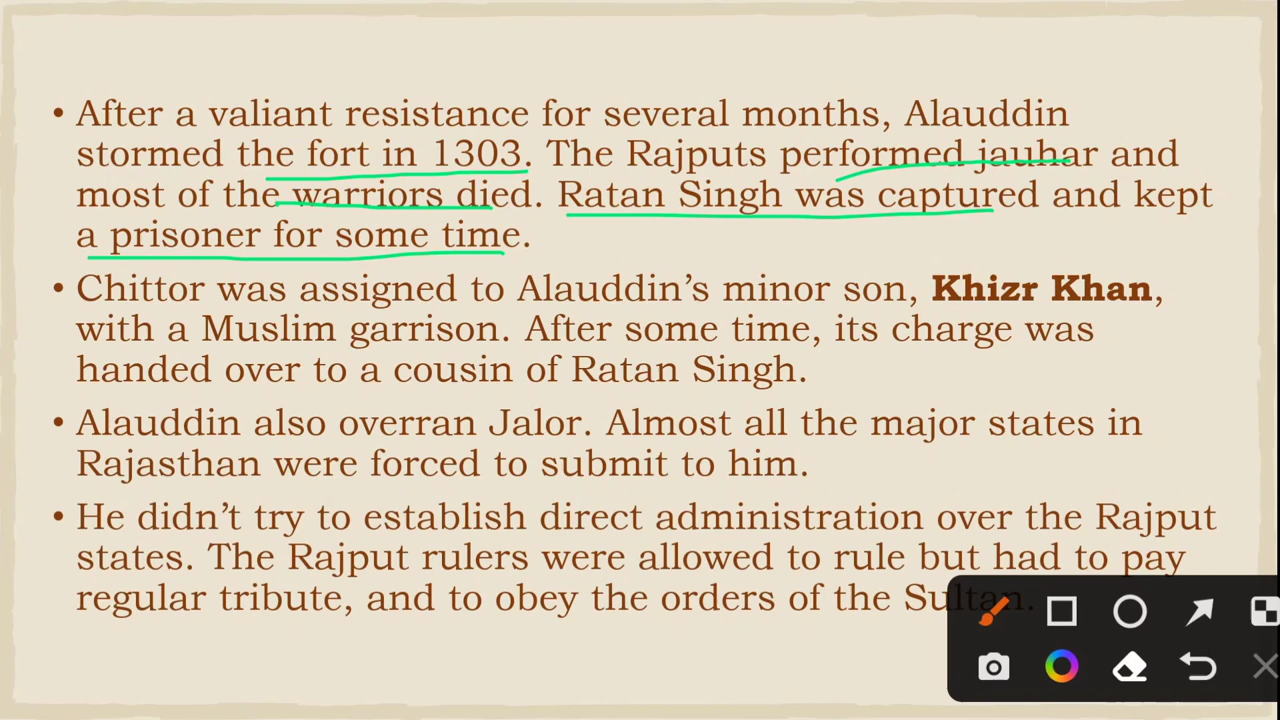 • After a valiant resistance for several months, Alauddin
stormed the fort in 1303. The Rajputs performed jauhar and
most of the warriors died. Ratan Singh was captured and kept
a prisoner for some time.
• Chittor was assigned to Alauddin’s minor son, Khizr Khan,
with a Muslim garrison. After some time, its charge was
handed over to a cousin of Ratan Singh.
• Alauddin also overran Jalor. Almost all the major states in
Rajasthan were forced to submit to him.
• He didn’t try to establish direct administration over the Rajput
states. The Rajput rulers were allowed to rule but had to pay
regular tribute, and to obey the orders of the Sultan.